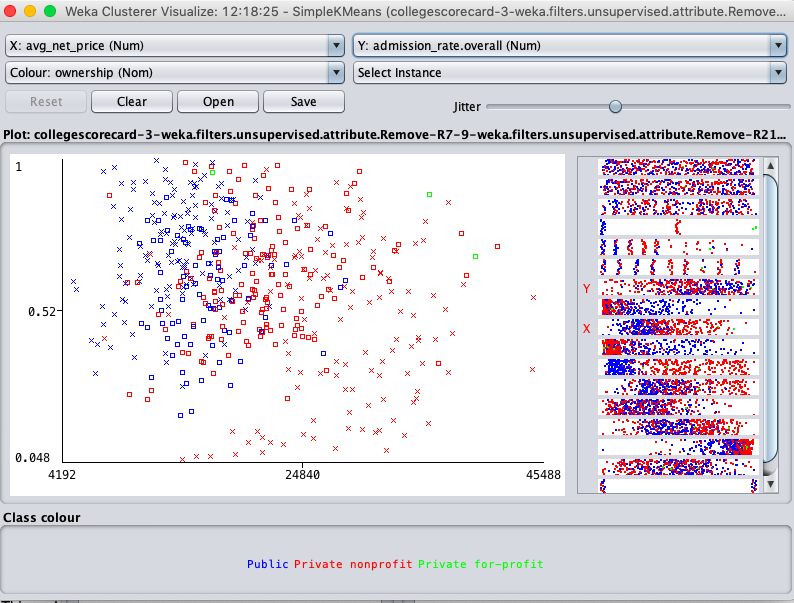 Weka Clusterer Visualize: 12:18:25 - SimpleKMeans (collegescorecard-3-weka.filters.unsupervised.attribute.Remove...
X: avg_net_price (Num) Y: admission_rate.overall (Num)
Colour: ownership (Nom) Select Instance
Reset Clear Open Save Jitter
Plot: collegescorecard-3-weka.filters.unsupervised.attribute.Remove-R7-9-weka.filters.unsupervised.attribute.Remove-R21...
1
Y
0.52
X
0.048
4192 24840 45488
Class colour
Public Private nonprofit Private for-profit